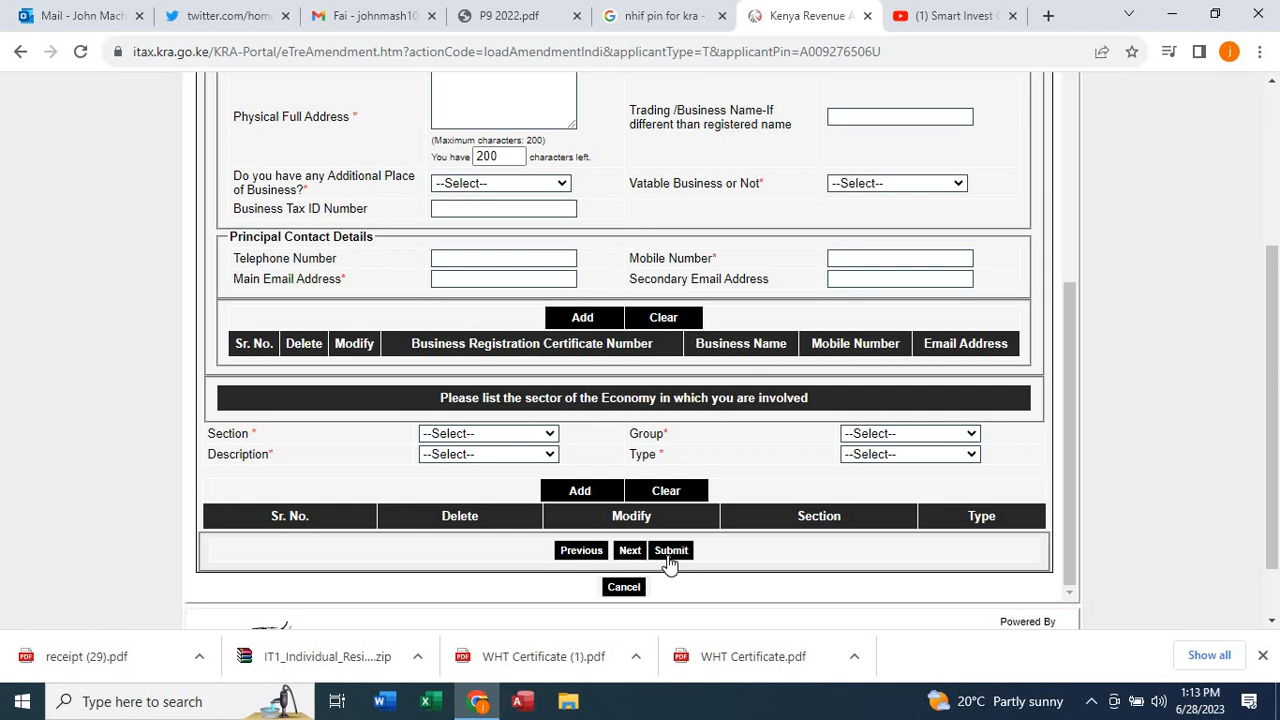 Mail - John Mach
twitter.com/hom
Fai - johnmash10
P9 2022.pdf
nhif pin for kra -
Kenya Revenue A
(1) Smart Invest C
itax.kra.go.ke/KRA-Portal/eTreAmendment.htm?actionCode=loadAmendmentIndi&applicantType=T&applicantPin=A009276506U
j
Physical Full Address *
Trading /Business Name-If
different than registered name
(Maximum characters: 200)
You have 200 characters left.
Do you have any Additional Place
of Business?*
--Select--
Vatable Business or Not*
--Select--
Business Tax ID Number
Principal Contact Details
Telephone Number
Mobile Number*
Main Email Address*
Secondary Email Address
Add Clear
Sr. No. Delete Modify Business Registration Certificate Number Business Name Mobile Number Email Address
Please list the sector of the Economy in which you are involved
Section * --Select-- Group* --Select--
Description* --Select-- Type * --Select--
Add Clear
Sr. No. Delete Modify Section Type
Previous Next Submit
Cancel
Powered By
receipt (29).pdf
IT1_Individual_Resi....zip
WHT Certificate (1).pdf
WHT Certificate.pdf
Show all
Type here to search
20°C Partly sunny
1:13 PM
6/28/2023